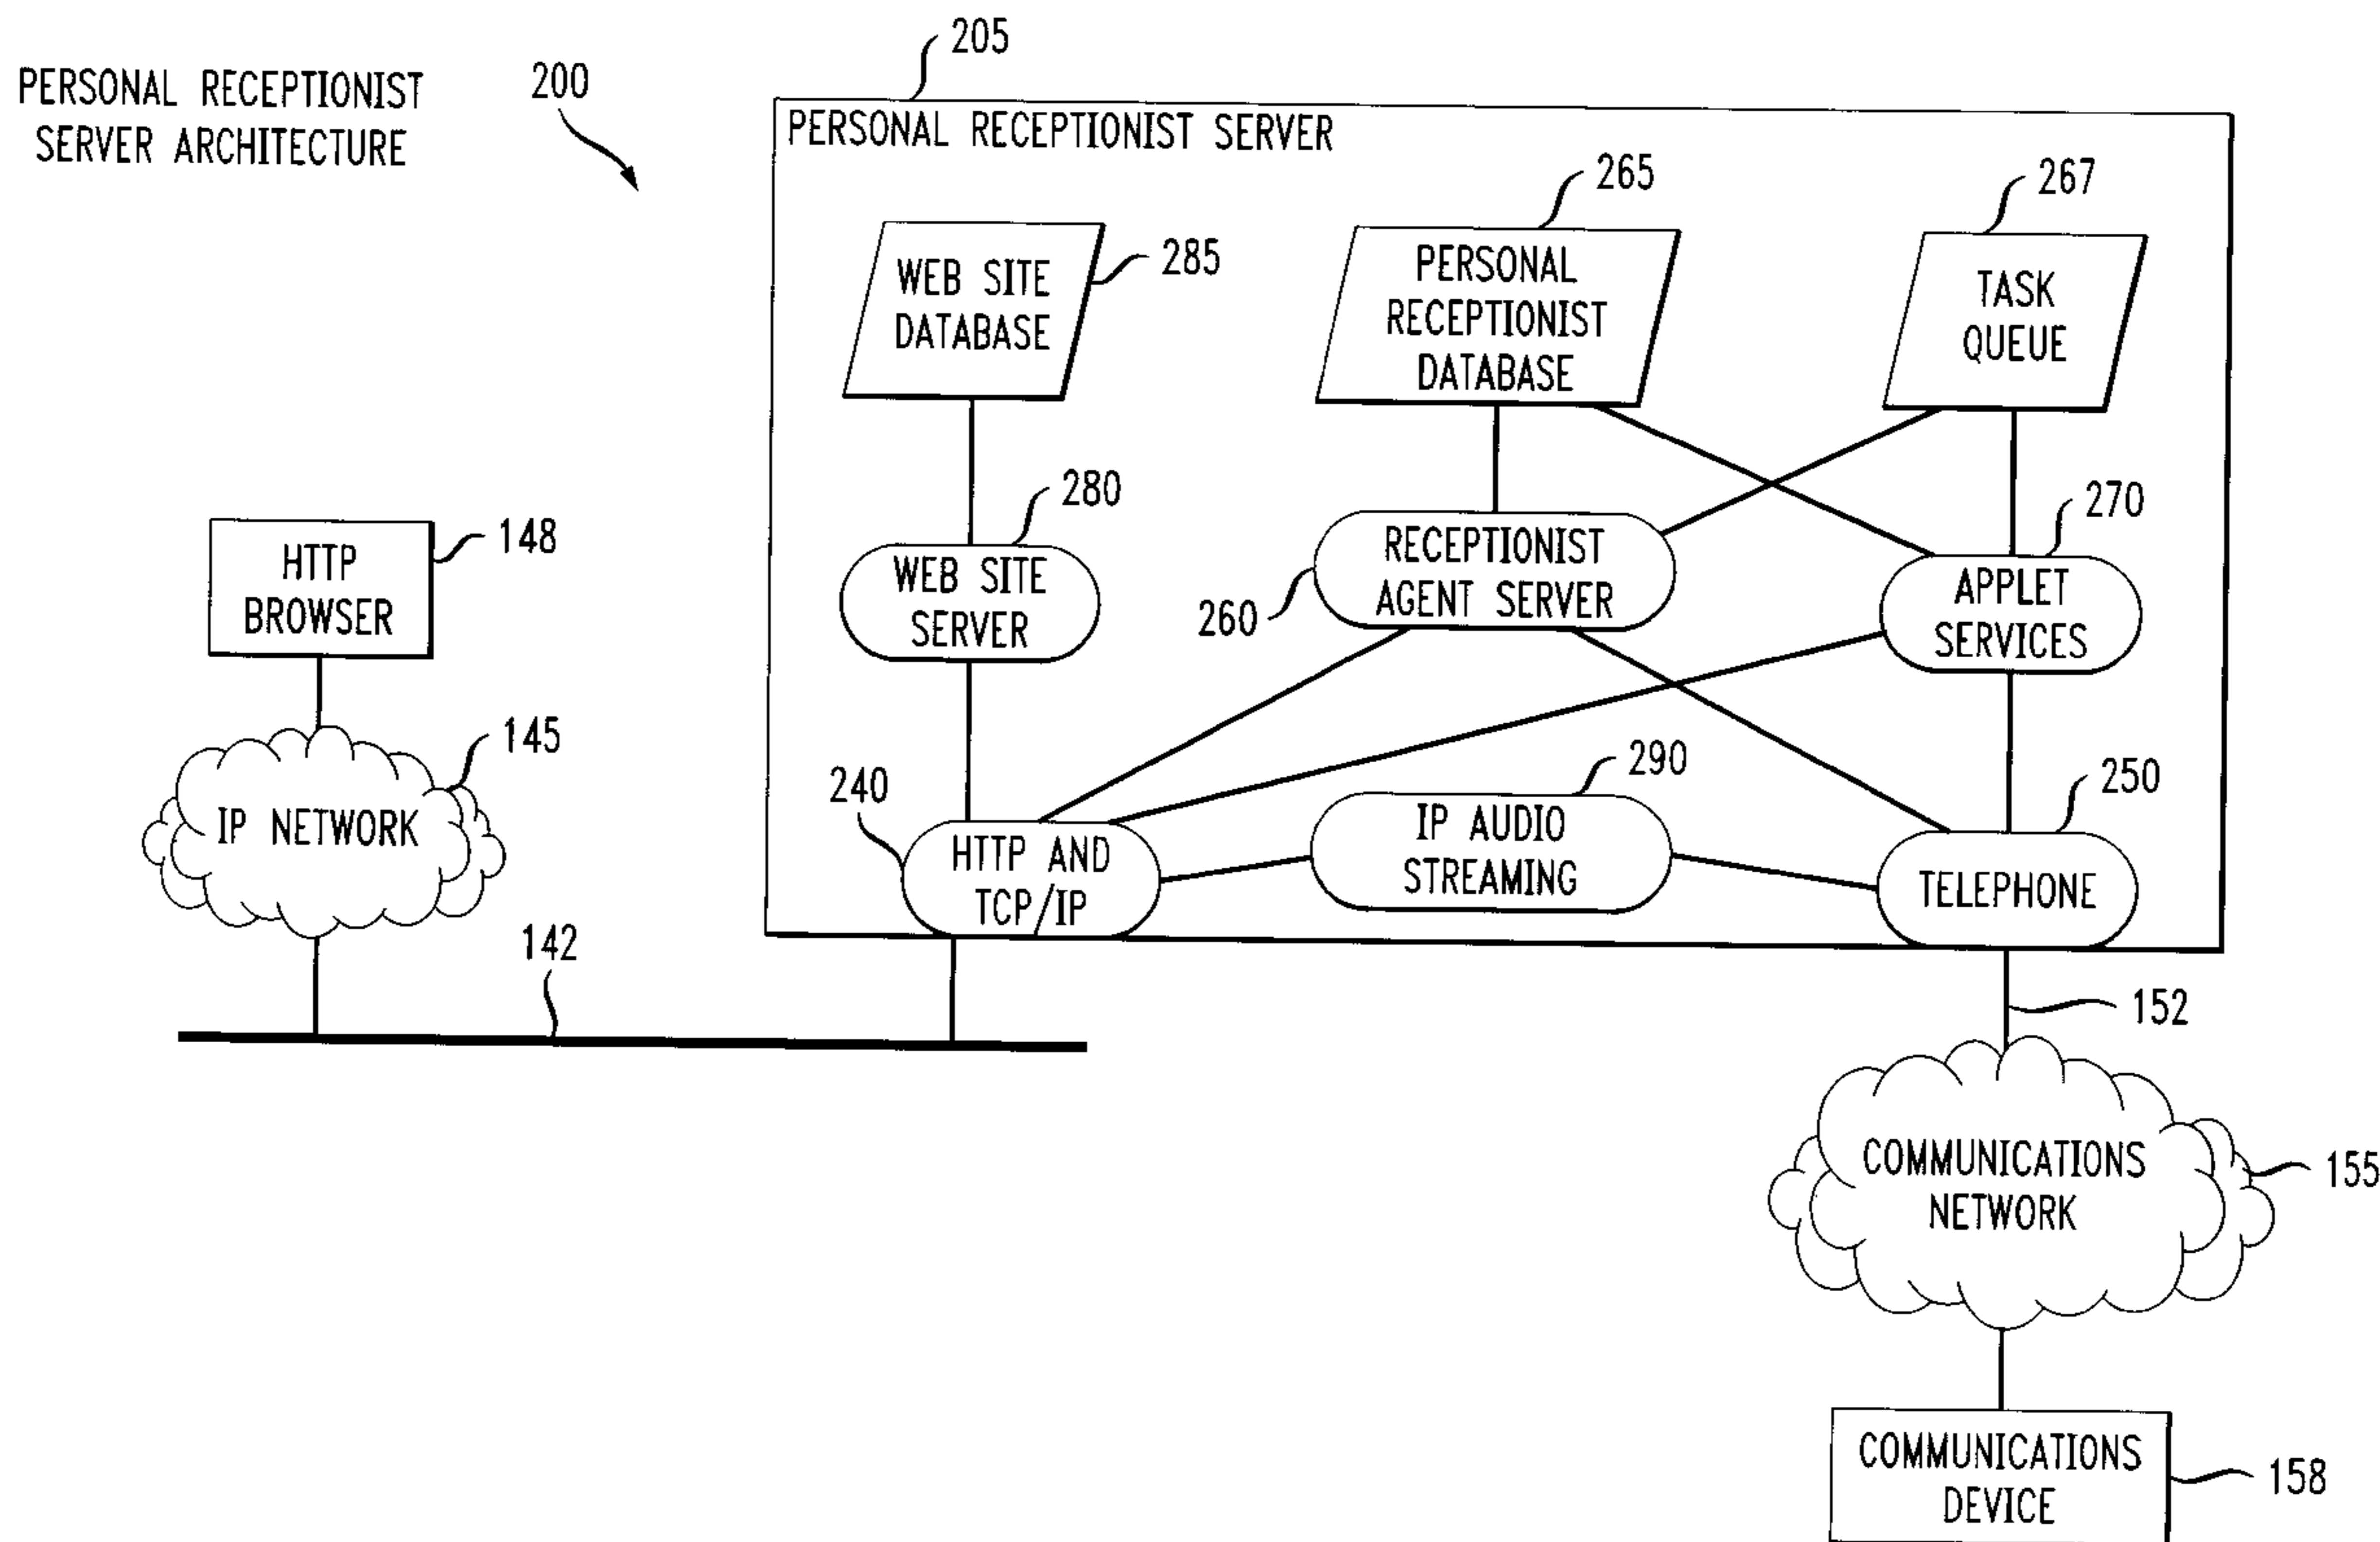 PERSONAL RECEPTIONIST
SERVER ARCHITECTURE
200
205
PERSONAL RECEPTIONIST SERVER
WEB SITE
DATABASE
285
PERSONAL
RECEPTIONIST
DATABASE
265
TASK
QUEUE
267
HTTP
BROWSER
148
WEB SITE
SERVER
280
RECEPTIONIST
AGENT SERVER
260
APPLET
SERVICES
270
IP NETWORK
145
240
HTTP AND
TCP/IP
IP AUDIO
STREAMING
290
TELEPHONE
250
142
152
COMMUNICATIONS
NETWORK
155
COMMUNICATIONS
DEVICE
158